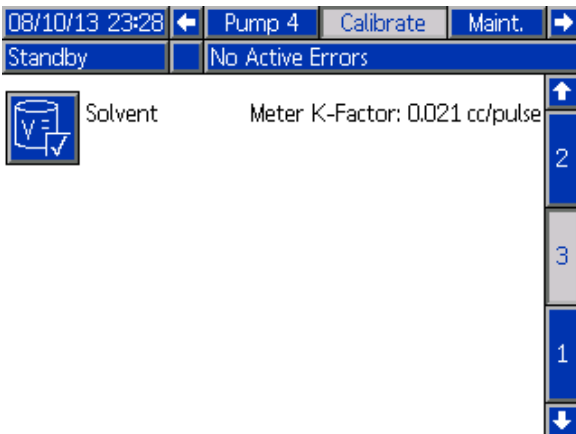 08/10/13 23:28 Pump 4 Calibrate Maint.
Standby No Active Errors
Solvent Meter K-Factor: 0.021 cc/pulse
V
2
3
1